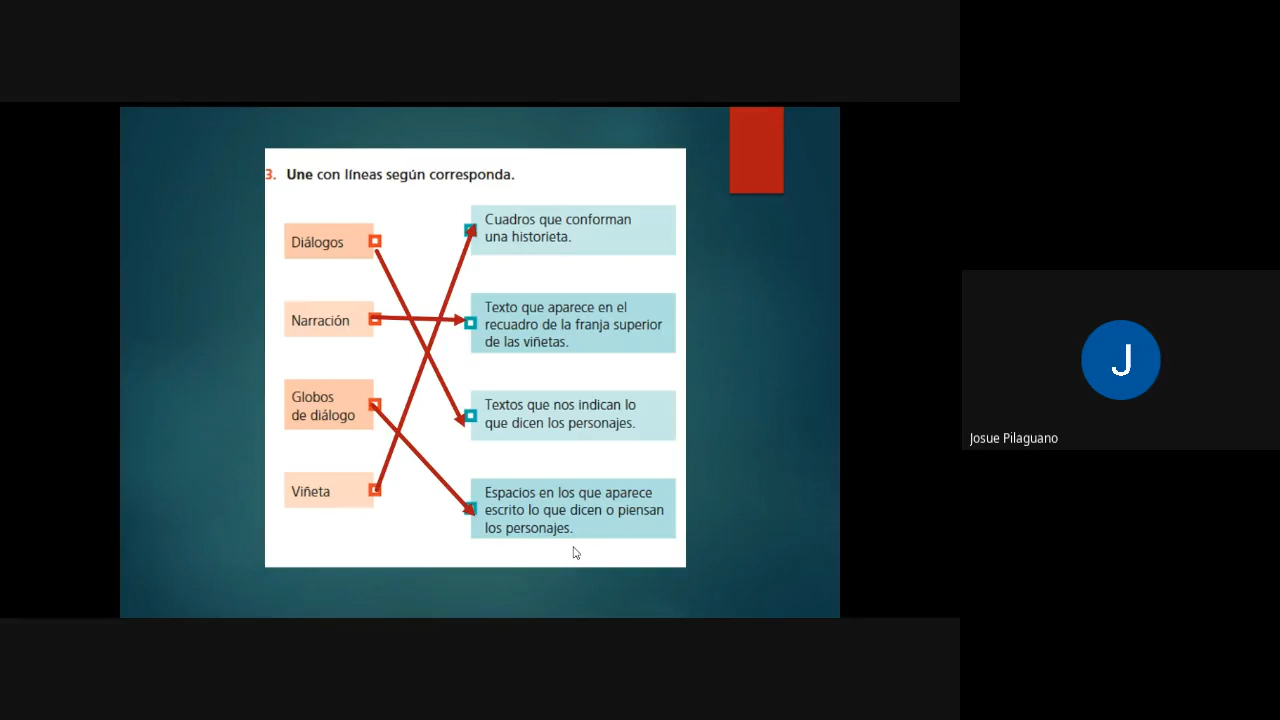 3. Une con líneas según corresponda.
Diálogos
Narración
Globos
de diálogo
Viñeta
Cuadros que conforman
una historieta.
Texto que aparece en el
recuadro de la franja superior
de las viñetas.
Textos que nos indican lo
que dicen los personajes.
Espacios en los que aparece
escrito lo que dicen o piensan
los personajes.
J
Josue Pilaguano